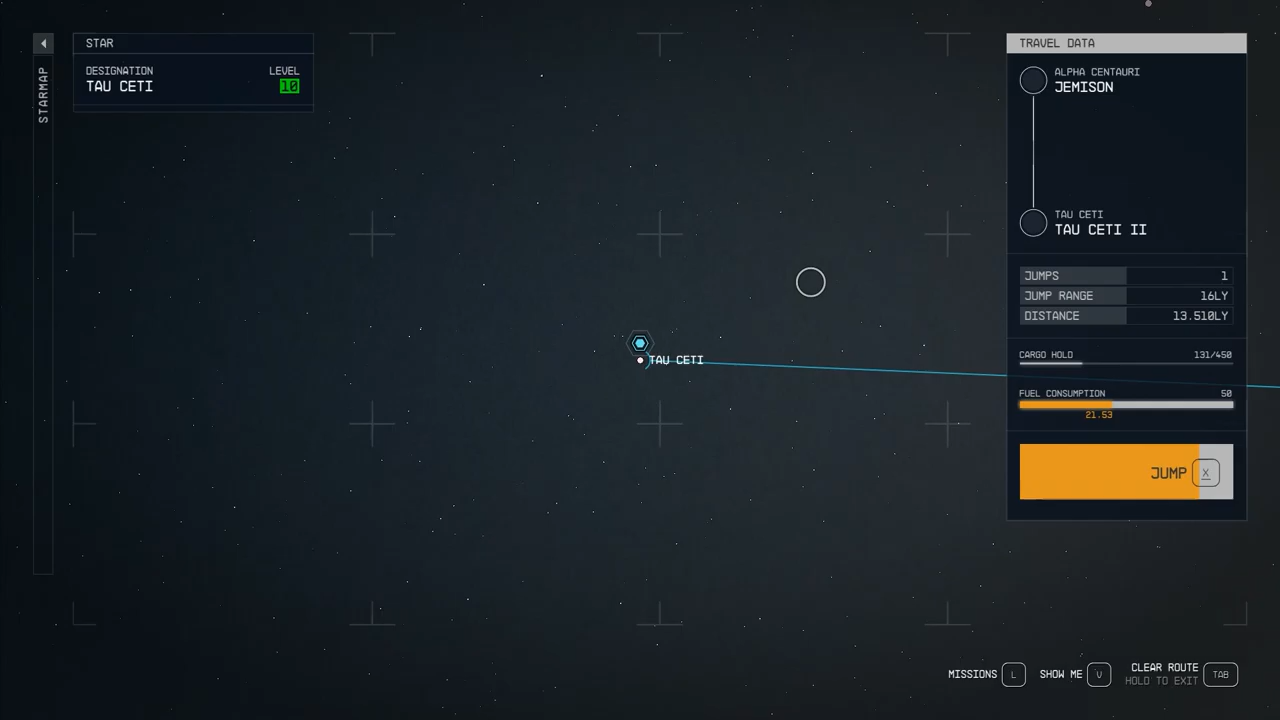 STARMAP
STAR
DESIGNATION LEVEL
TAU CETI 10
TAU CETI
TRAVEL DATA
ALPHA CENTAURI
JEMISON
TAU CETI
TAU CETI II
JUMPS 1
JUMP RANGE 16LY
DISTANCE 13.510LY
CARGO HOLD 131/450
FUEL CONSUMPTION 50
21.53
JUMP X
MISSIONS L SHOW ME V CLEAR ROUTE TAB
HOLD TO EXIT